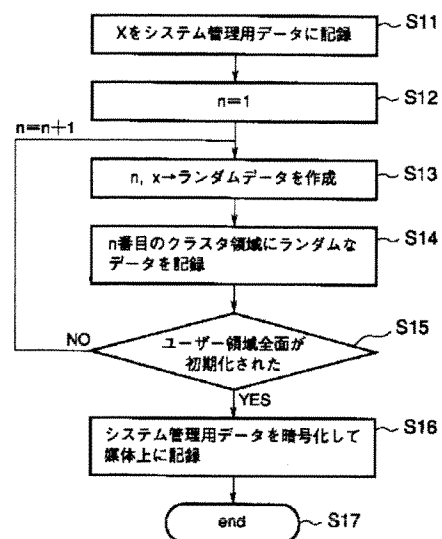 Xをシステム管理用データに記録
S11
n=1
S12
n=n+1
n, x→ランダムデータを作成
S13
n番目のクラスタ領域にランダムな
データを記録
S14
ユーザー領域全面が
初期化された
S15
NO
YES
システム管理用データを暗号化して
媒体上に記録
S16
end
S17